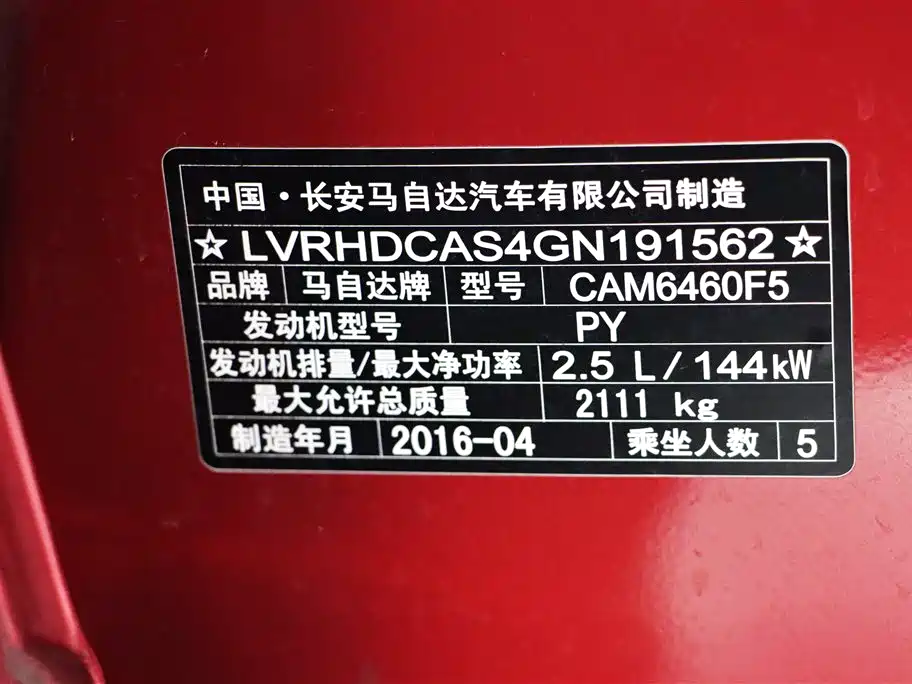 中国·长安马自达汽车有限公司制造
☆LVRHDCAS4GN191562☆
品牌 马自达牌 型号 CAM6460F5
发动机型号 PY
发动机排量/最大净功率 2.5 L/144kW
最大允许总质量 2111 kg
制造年月 2016-04 乘坐人数 5